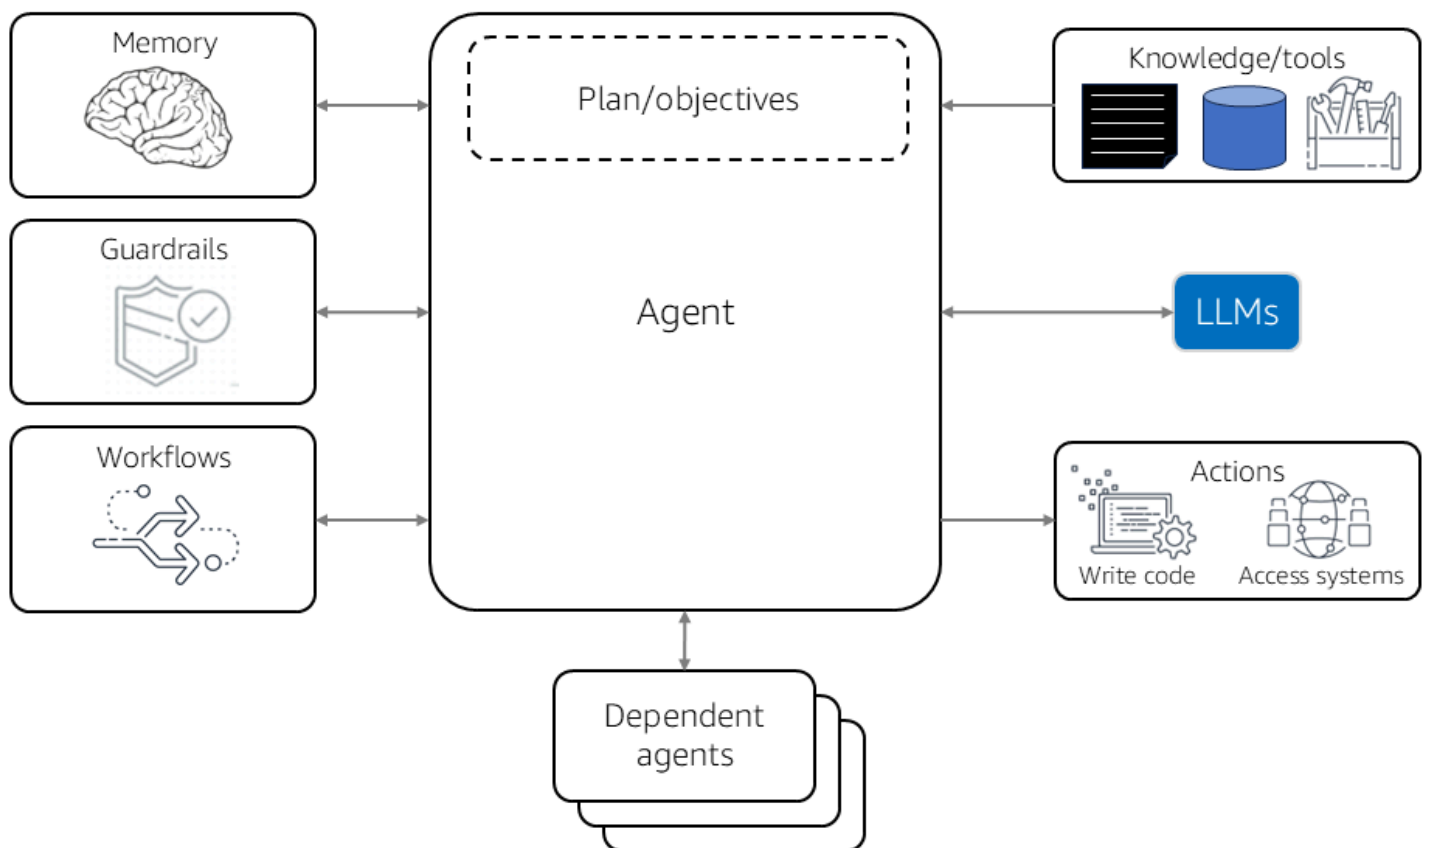 Memory
Plan/objectives
Knowledge/tools
Guardrails
Agent
LLMs
Workflows
Actions
Write code
Access systems
Dependent
agents